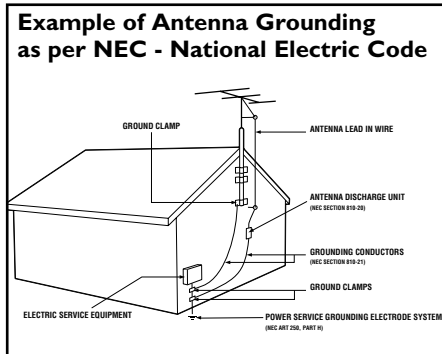 Example of Antenna Grounding
as per NEC - National Electric Code
GROUND CLAMP
ANTENNA LEAD IN WIRE
ANTENNA DISCHARGE UNIT
(NEC SECTION 810-20)
GROUNDING CONDUCTORS
(NEC SECTION 810-21)
GROUND CLAMPS
ELECTRIC SERVICE EQUIPMENT
POWER SERVICE GROUNDING ELECTRODE SYSTEM
(NEC ART 250, PART H)